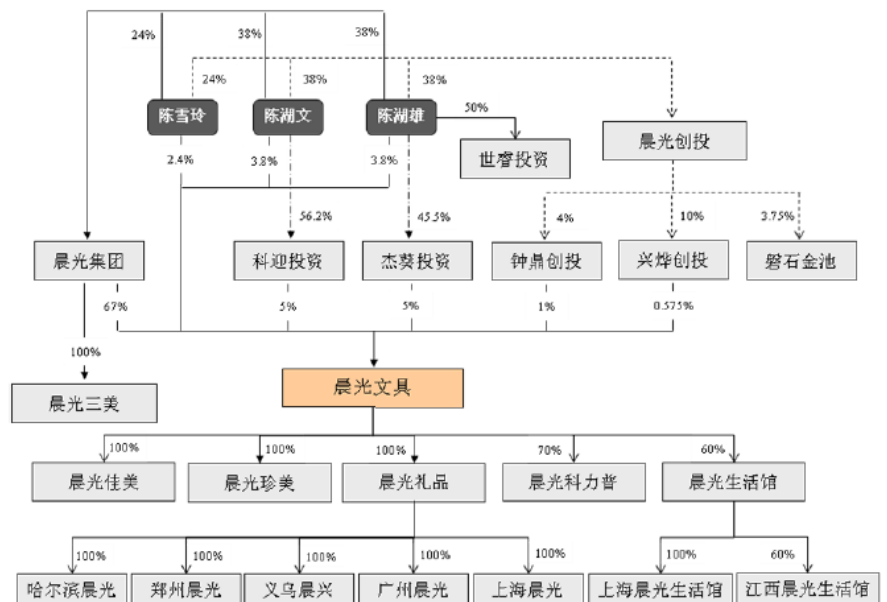 24%
38%
38%
24%
38%
38%
陈雪玲
陈湖文
陈湖雄
50%
世睿投资
晨光创投
2.4%
3.8%
3.8%
56.2%
45.5%
4%
10%
3.75%
晨光集团
科迎投资
杰葵投资
钟鼎创投
兴烨创投
磐石金池
67%
5%
5%
1%
0.575%
100%
晨光三美
晨光文具
100%
100%
100%
70%
60%
晨光佳美
晨光珍美
晨光礼品
晨光科力普
晨光生活馆
100%
100%
100%
100%
100%
100%
60%
哈尔滨晨光
郑州晨光
义乌晨兴
广州晨光
上海晨光
上海晨光生活馆
江西晨光生活馆